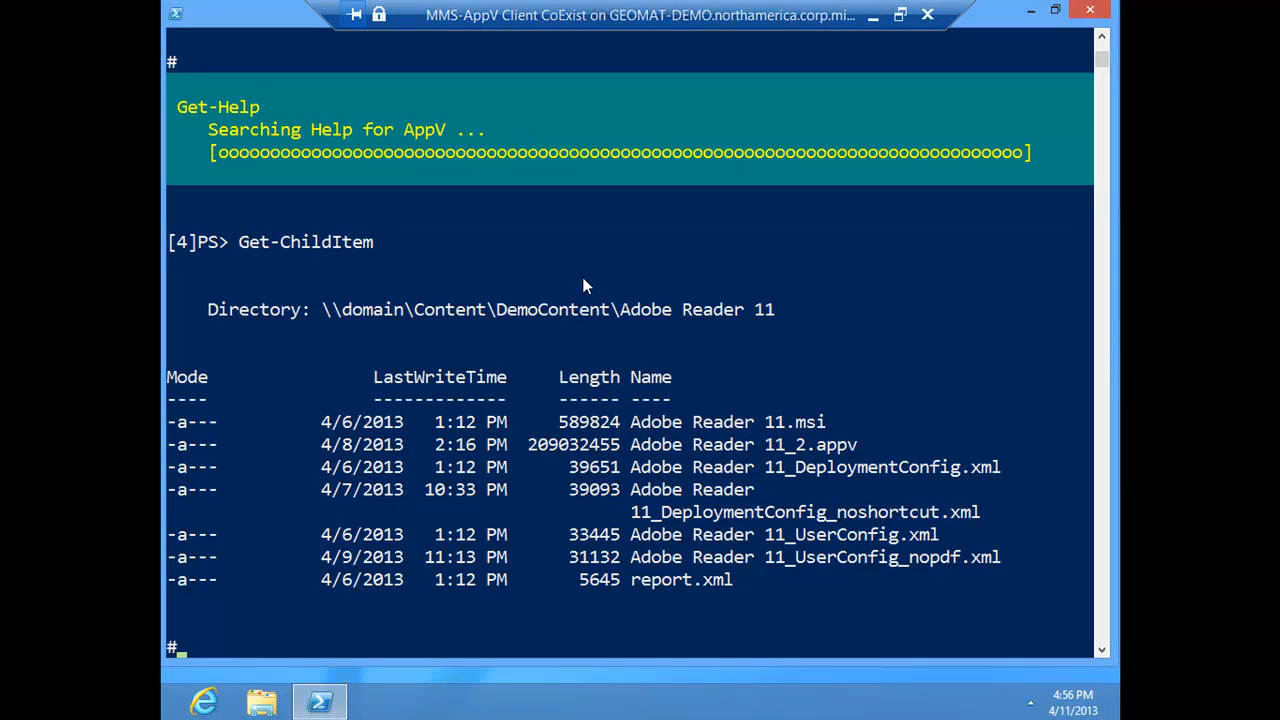 MMS-AppV Client CoExist on GEOMAT-DEMO.northamerica.corp.mi...
#
Get-Help
Searching Help for AppV ...
[oooooooooooooooooooooooooooooooooooooooooooooooooooooooooooooooooooooooooooooo]
[4]PS> Get-ChildItem
Directory: \\domain\Content\DemoContent\Adobe Reader 11
Mode LastWriteTime Length Name
---- ------------- ------ ----
-a--- 4/6/2013 1:12 PM 589824 Adobe Reader 11.msi
-a--- 4/8/2013 2:16 PM 209032455 Adobe Reader 11_2.appv
-a--- 4/6/2013 1:12 PM 39651 Adobe Reader 11_DeploymentConfig.xml
-a--- 4/7/2013 10:33 PM 39093 Adobe Reader
11_DeploymentConfig_noshortcut.xml
-a--- 4/6/2013 1:12 PM 33445 Adobe Reader 11_UserConfig.xml
-a--- 4/9/2013 11:13 PM 31132 Adobe Reader 11_UserConfig_nopdf.xml
-a--- 4/6/2013 1:12 PM 5645 report.xml
#
4:56 PM
4/11/2013